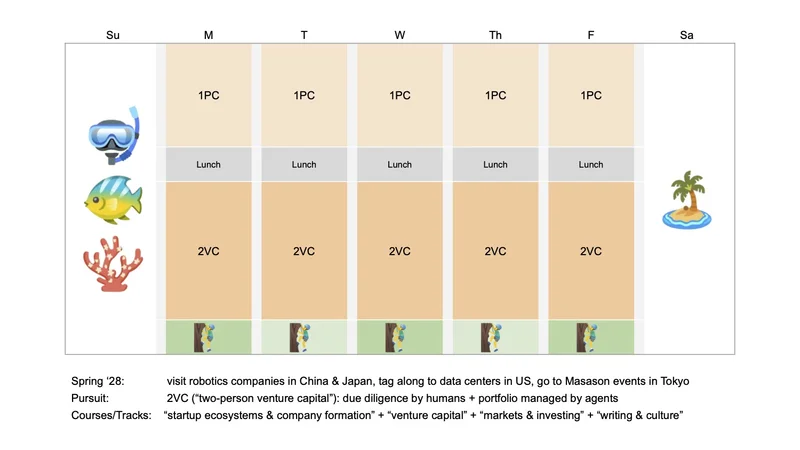 Su M T W Th F Sa
1PC 1PC 1PC 1PC 1PC
Lunch Lunch Lunch Lunch Lunch
2VC 2VC 2VC 2VC 2VC
Spring ‘28: visit robotics companies in China & Japan, tag along to data centers in US, go to Masason events in Tokyo
Pursuit: 2VC (“two-person venture capital”): due diligence by humans + portfolio managed by agents
Courses/Tracks: “startup ecosystems & company formation” + “venture capital” + “markets & investing” + “writing & culture”